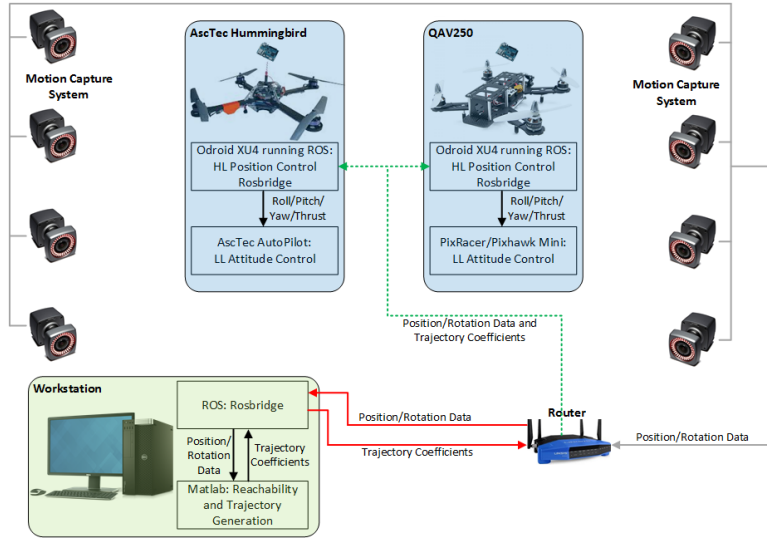 AscTec Hummingbird
QAV250
Motion Capture
System
Motion Capture
System
Odroid XU4 running ROS:
HL Position Control
Rosbridge
Odroid XU4 running ROS:
HL Position Control
Rosbridge
Roll/Pitch/
Yaw/Thrust
Roll/Pitch/
Yaw/Thrust
AscTec AutoPilot:
LL Attitude Control
PixRacer/Pixhawk Mini:
LL Attitude Control
Position/Rotation Data and
Trajectory Coefficients
Workstation
ROS: Rosbridge
Position/Rotation Data
Router
Position/Rotation Data
Trajectory Coefficients
Position/
Rotation
Data
Trajectory
Coefficients
Matlab: Reachability
and Trajectory
Generation